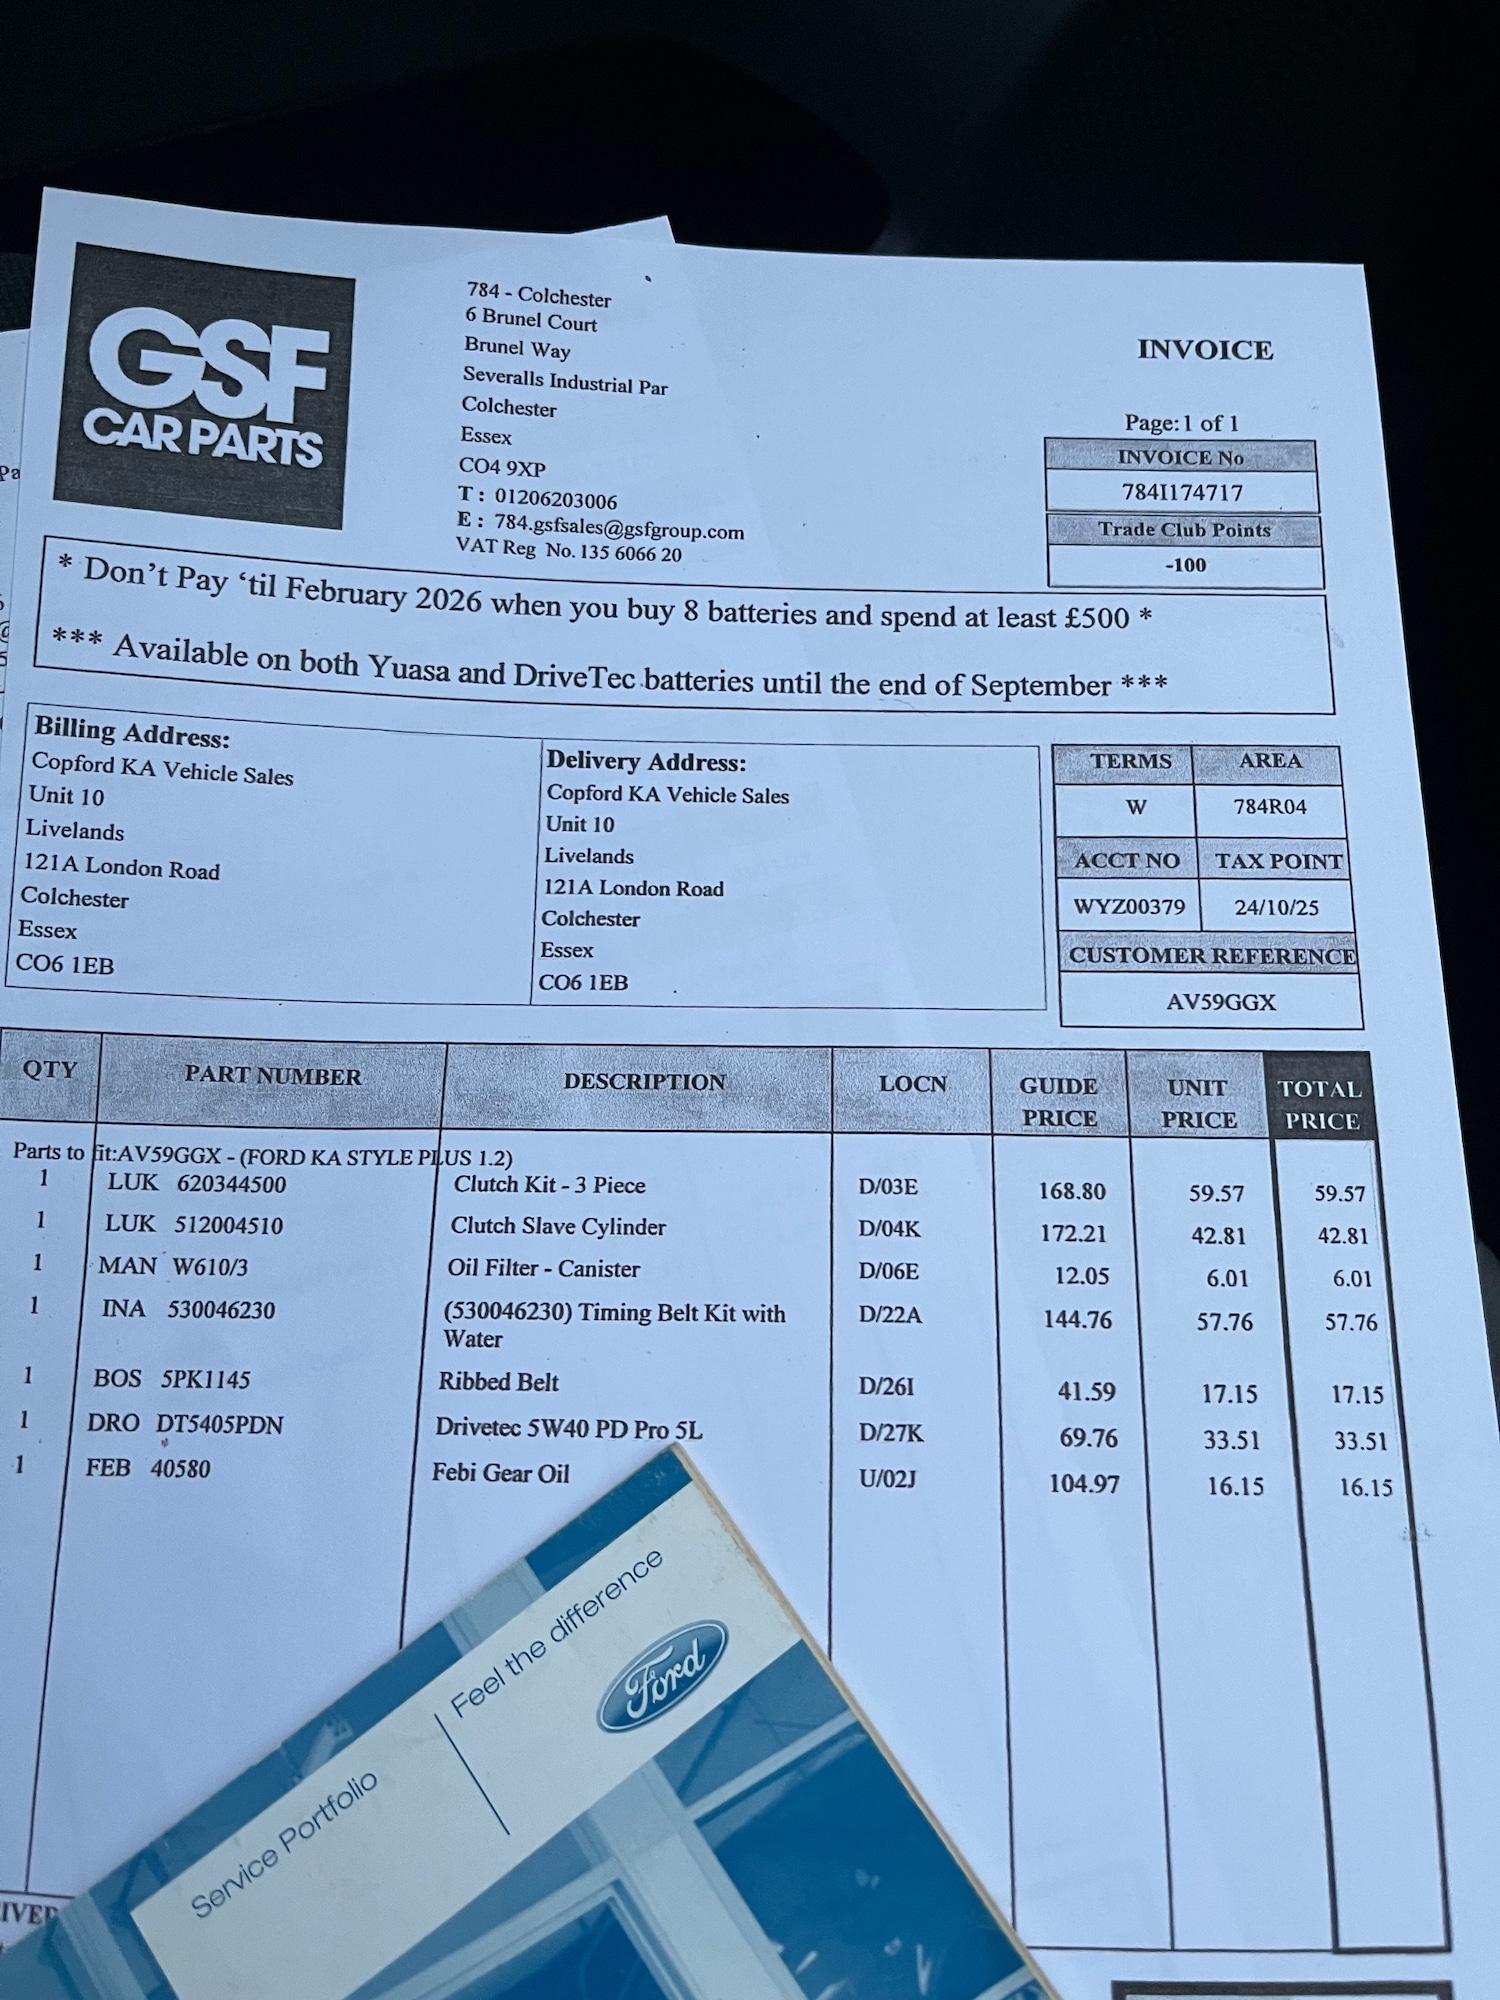 GSF
CAR PARTS
784 - Colchester
6 Brunel Court
Brunel Way
Severalls Industrial Par
Colchester
Essex
CO4 9XP
T : 01206203006
E : 784.gsfsales@gsfgroup.com
VAT Reg No. 135 6066 20
INVOICE
Page:1 of 1
INVOICE No
784I174717
Trade Club Points
-100
* Don't Pay 'til February 2026 when you buy 8 batteries and spend at least £500 *
*** Available on both Yuasa and DriveTec batteries until the end of September ***
Billing Address:
Copford KA Vehicle Sales
Unit 10
Livelands
121A London Road
Colchester
Essex
CO6 1EB
Delivery Address:
Copford KA Vehicle Sales
Unit 10
Livelands
121A London Road
Colchester
Essex
CO6 1EB
TERMS AREA
W 784R04
ACCT NO TAX POINT
WYZ00379 24/10/25
CUSTOMER REFERENCE
AV59GGX
QTY PART NUMBER DESCRIPTION LOCN GUIDE PRICE UNIT PRICE TOTAL PRICE
Parts to fit:AV59GGX - (FORD KA STYLE PLUS 1.2)
1 LUK 620344500 Clutch Kit - 3 Piece D/03E 168.80 59.57 59.57
1 LUK 512004510 Clutch Slave Cylinder D/04K 172.21 42.81 42.81
1 MAN W610/3 Oil Filter - Canister D/06E 12.05 6.01 6.01
1 INA 530046230 (530046230) Timing Belt Kit with D/22A 144.76 57.76 57.76
Water
1 BOS 5PK1145 Ribbed Belt D/26I 41.59 17.15 17.15
1 DRO DT5405PDN Drivetec 5W40 PD Pro 5L D/27K 69.76 33.51 33.51
1 FEB 40580 Febi Gear Oil U/02J 104.97 16.15 16.15
Service Portfolio
Feel the difference
Ford